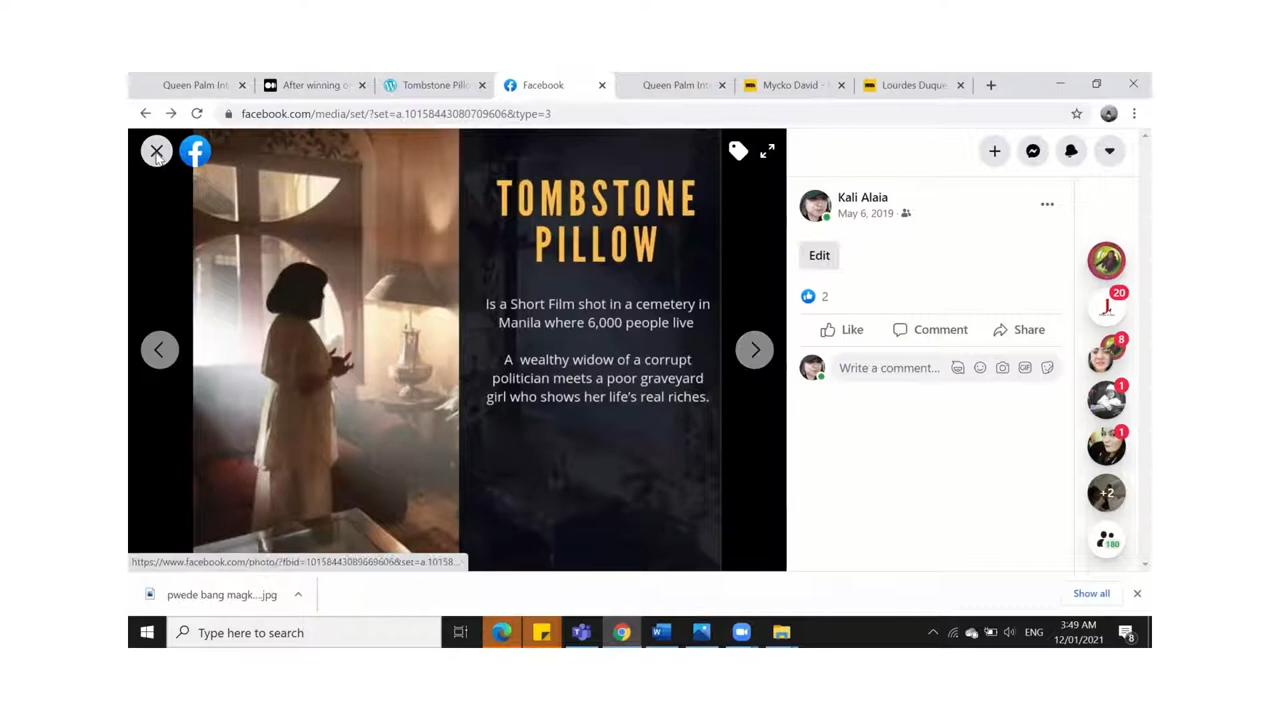 Queen Palm Int
After winning o
Tombstone Pillo
Facebook
Queen Palm Int
Mycko David -
Lourdes Duque
facebook.com/media/set/?set=a.10158443080709606&type=3
TOMBSTONE
PILLOW
Is a Short Film shot in a cemetery in
Manila where 6,000 people live
A wealthy widow of a corrupt
politician meets a poor graveyard
girl who shows her life's real riches.
Kali Alaia
May 6, 2019 ·
Edit
2
Like
Comment
Share
Write a comment...
GIF
20
8
1
1
+2
180
https://www.facebook.com/photo/?fbid=10158443089669606&set=a.10158...
pwede bang magk....jpg
Show all
Type here to search
ENG
3:49 AM
12/01/2021
8